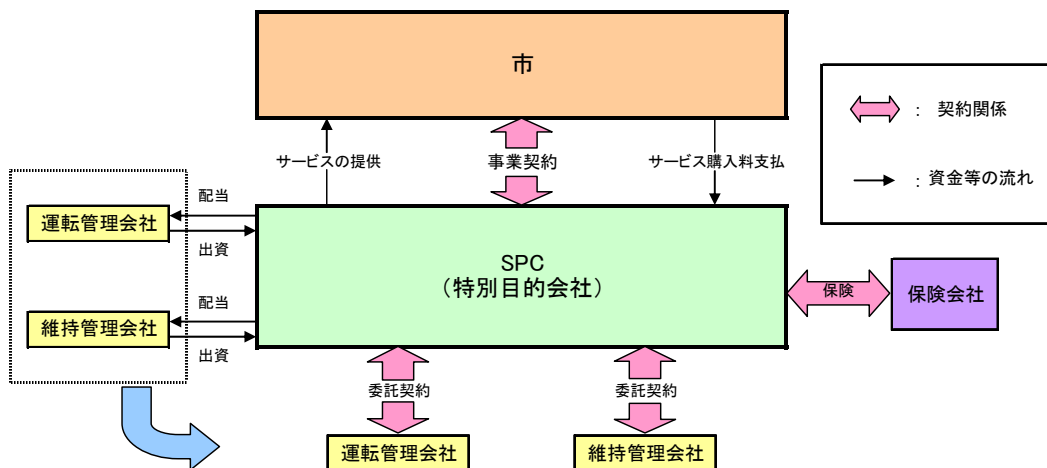 市
： 契約関係
： 資金等の流れ
サービスの提供
事業契約
サービス購入料支払
配当
運転管理会社
出資
SPC
（特別目的会社）
保険
保険会社
配当
維持管理会社
出資
委託契約
委託契約
運転管理会社
維持管理会社